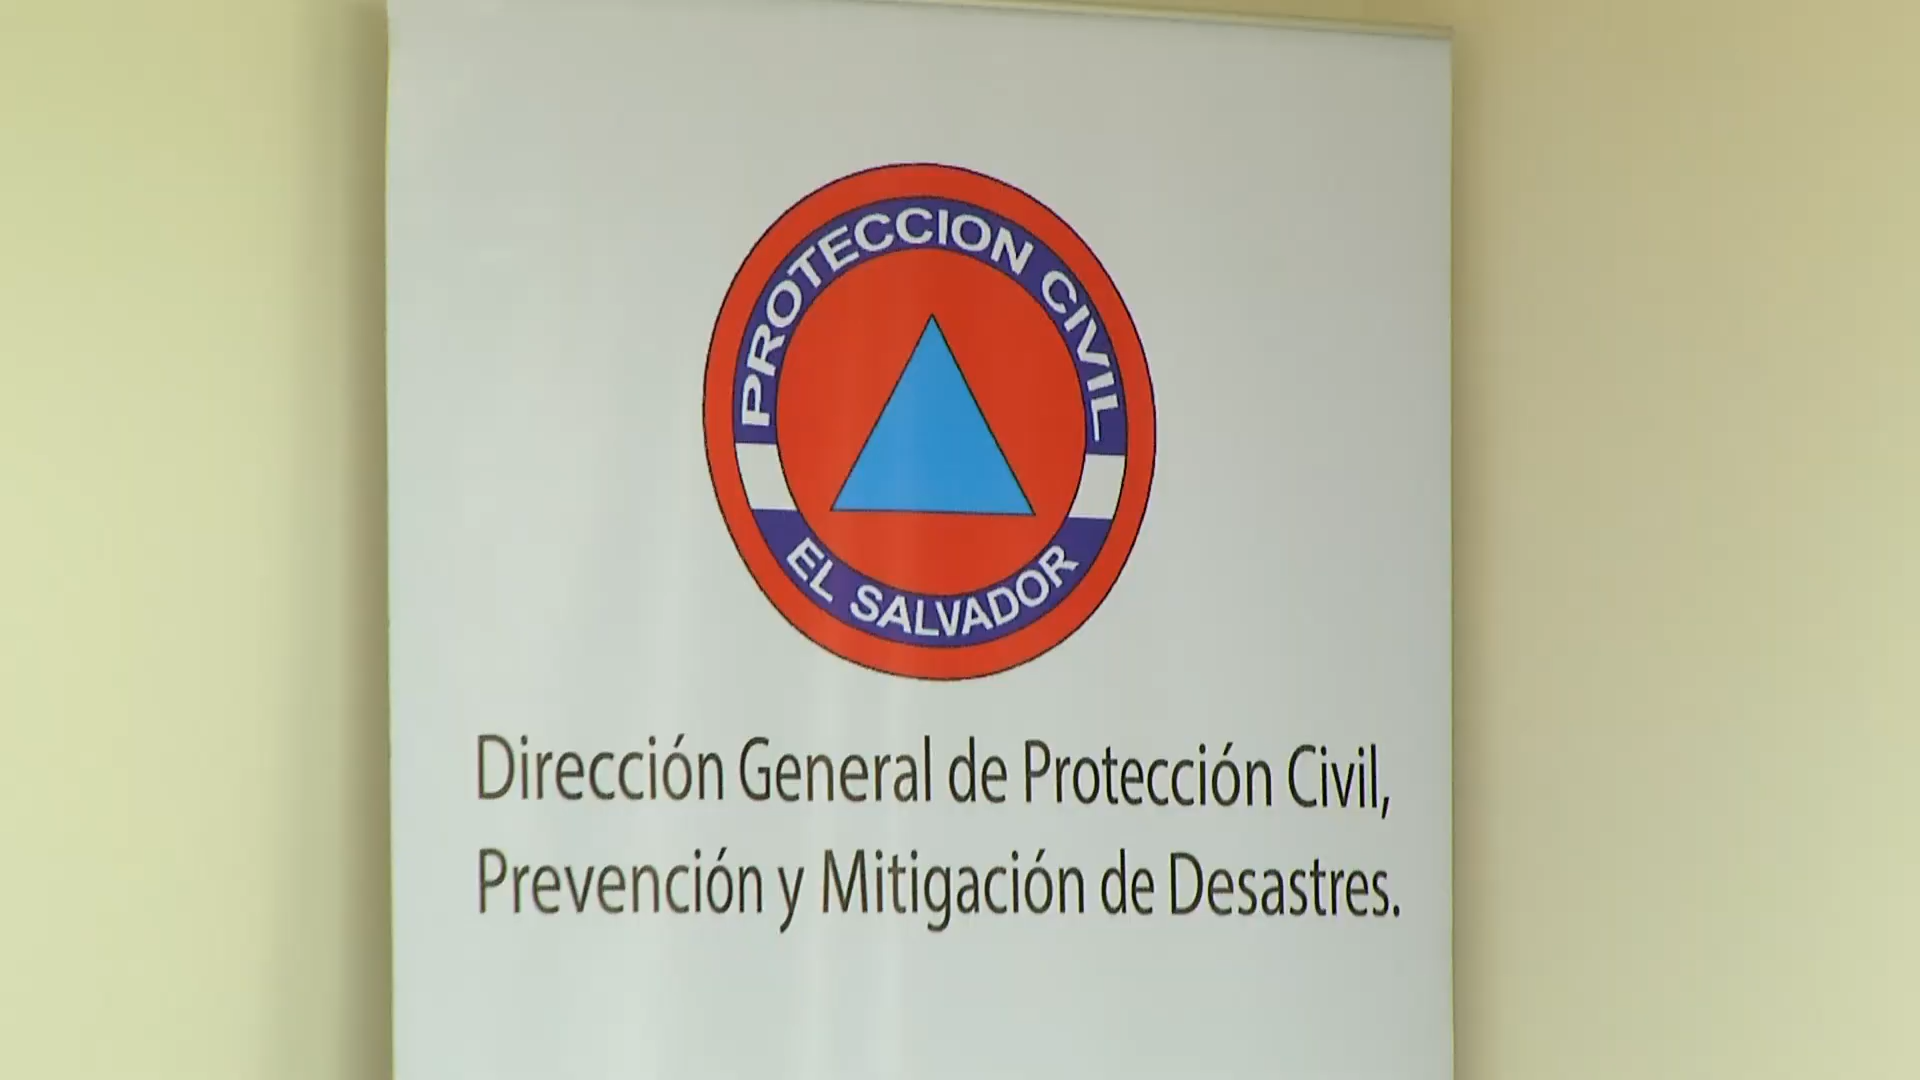 PROTECCION CIVIL
EL SALVADOR
Dirección General de Protección Civil,
Prevención y Mitigación de Desastres.